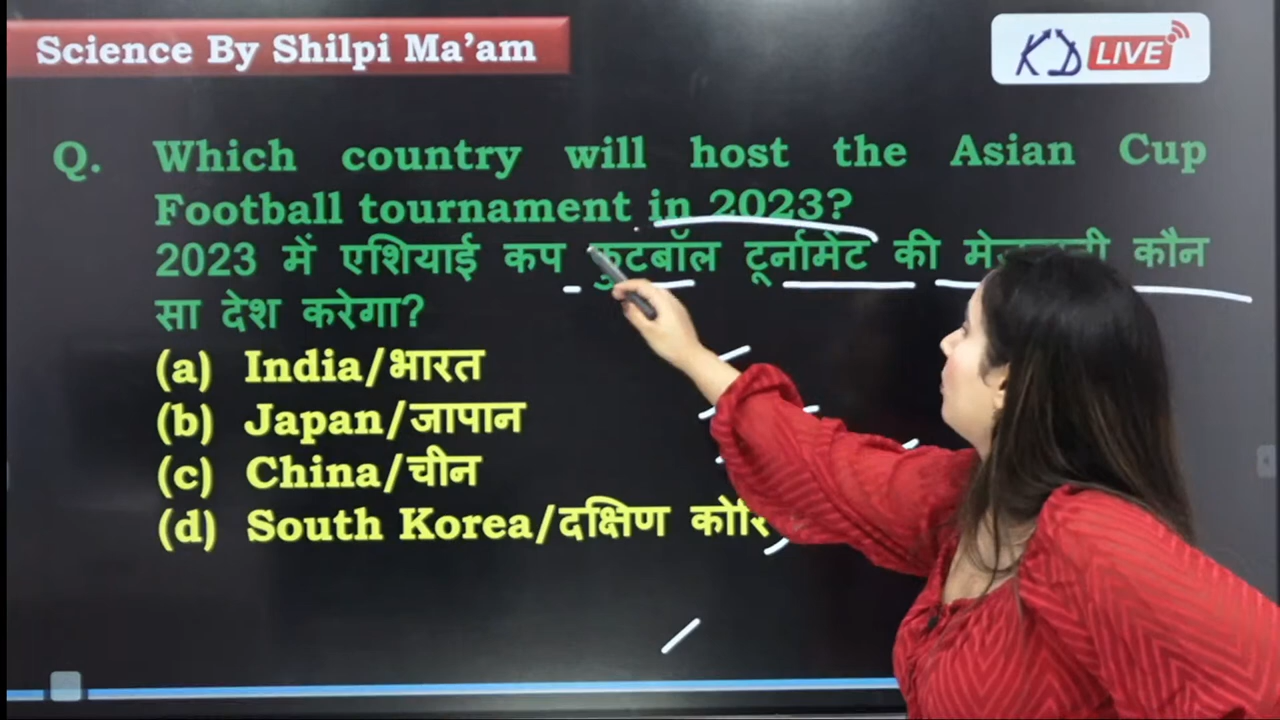 Science By Shilpi Ma'am
KD LIVE
Q. Which country will host the Asian Cup
Football tournament in 2023?
2023 में एशियाई कप फुटबॉल टूर्नामेंट की कौन
सा देश करेगा?
(a) India/भारत
(b) Japan/जापान
(c) China/चीन
(d) South Korea/दक्षिण